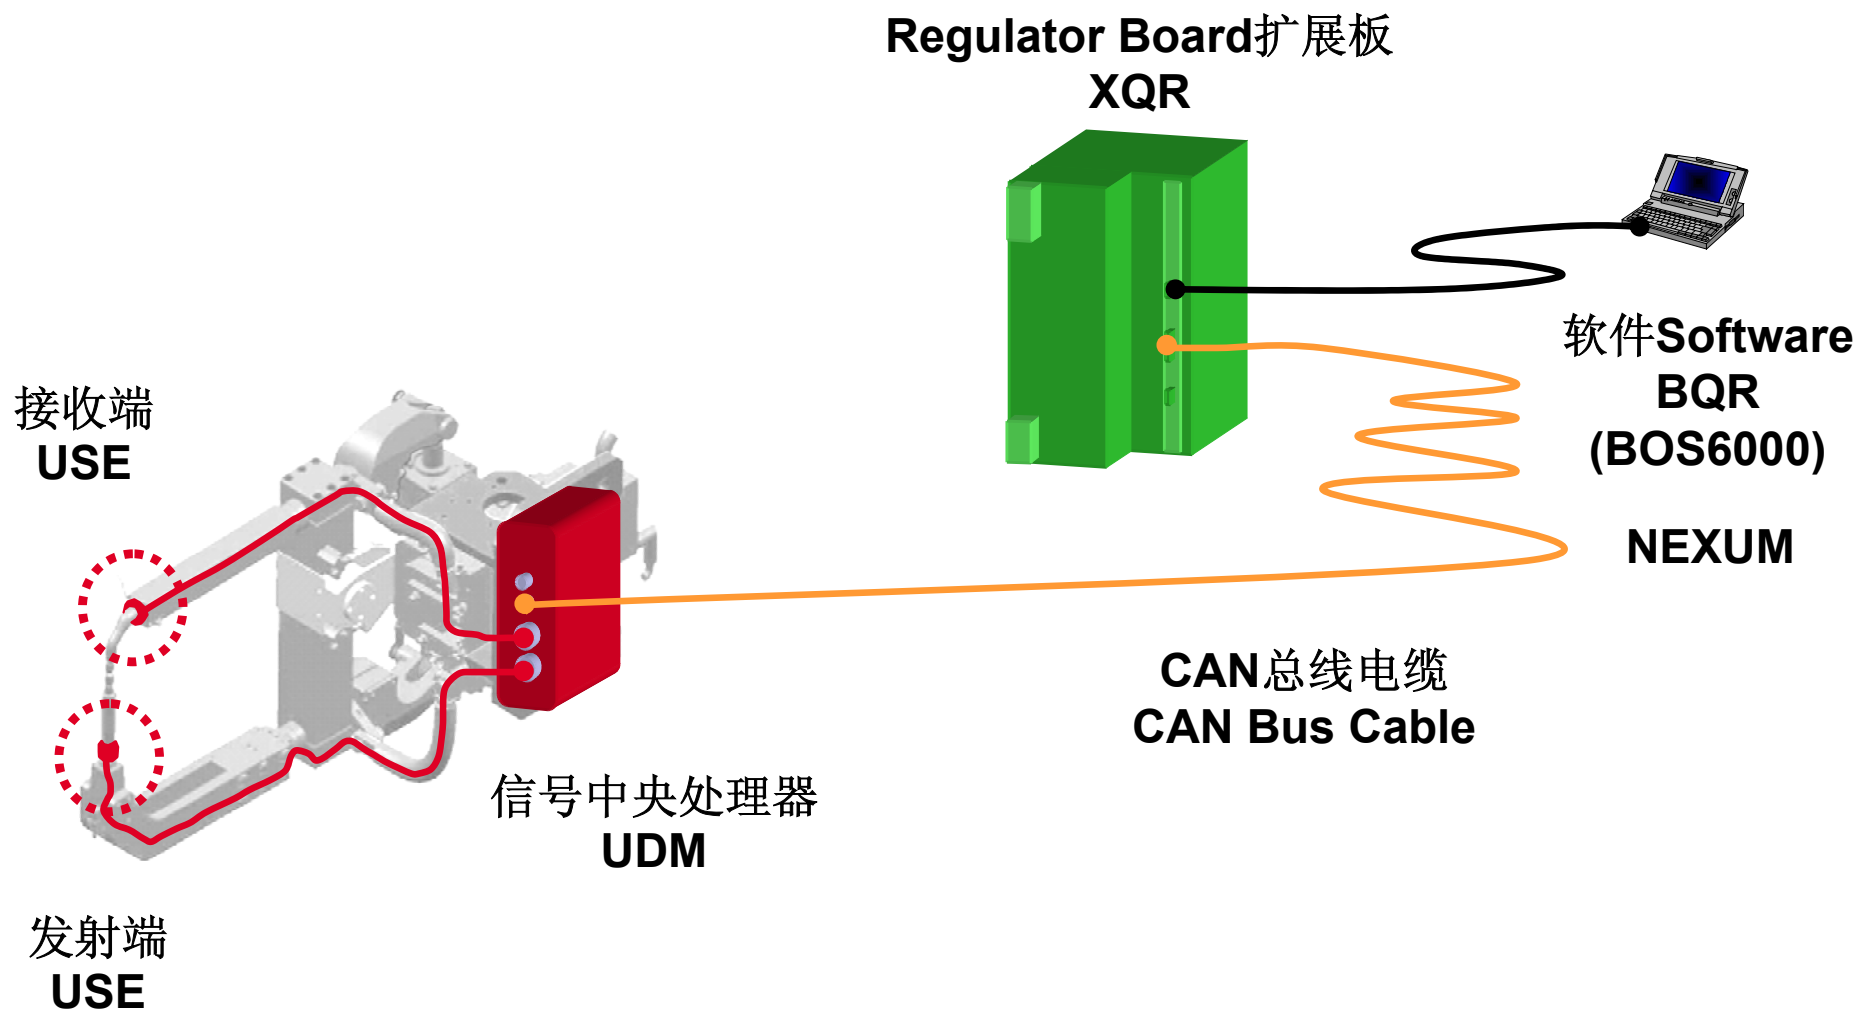 Regulator Board扩展板
XQR
软件Software
BQR
(BOS6000)
NEXUM
接收端
USE
CAN总线电缆
CAN Bus Cable
信号中央处理器
UDM
发射端
USE